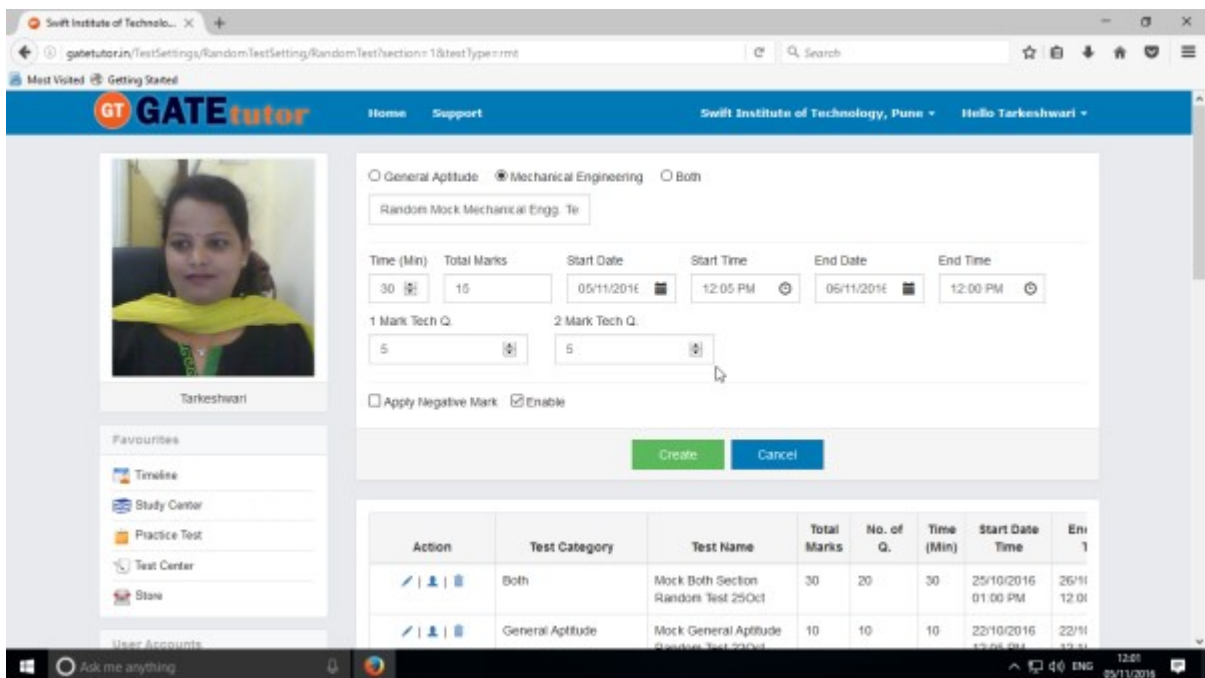 Swift Institute of Technolo...
gatetutor.in/TestSettings/RandomTestSetting/RandomTest?section=1&testType=rmt
Search
Most Visited Getting Started
GT GATEtutor Home Support Swift Institute of Technology, Pune Hello Tarkeshwari
General Aptitude Mechanical Engineering Both
Random Mock Mechanical Engg. Te
Time (Min) Total Marks Start Date Start Time End Date End Time
30 15 05/11/2016 12:05 PM 06/11/2016 12:00 PM
1 Mark Tech Q. 2 Mark Tech Q.
5 5
Apply Negative Mark Enable
Create Cancel
Tarkeshwari
Favourites
Timeline
Study Center
Practice Test
Test Center
Store
User Accounts
Action Test Category Test Name Total Marks No. of Q. Time (Min) Start Date Time
Both Mock Both Section Random Test 25Oct 30 20 30 25/10/2016 01:00 PM
General Aptitude Mock General Aptitude 10 10 10 22/10/2016
Ask me anything
ENG
12:01
05/11/2016